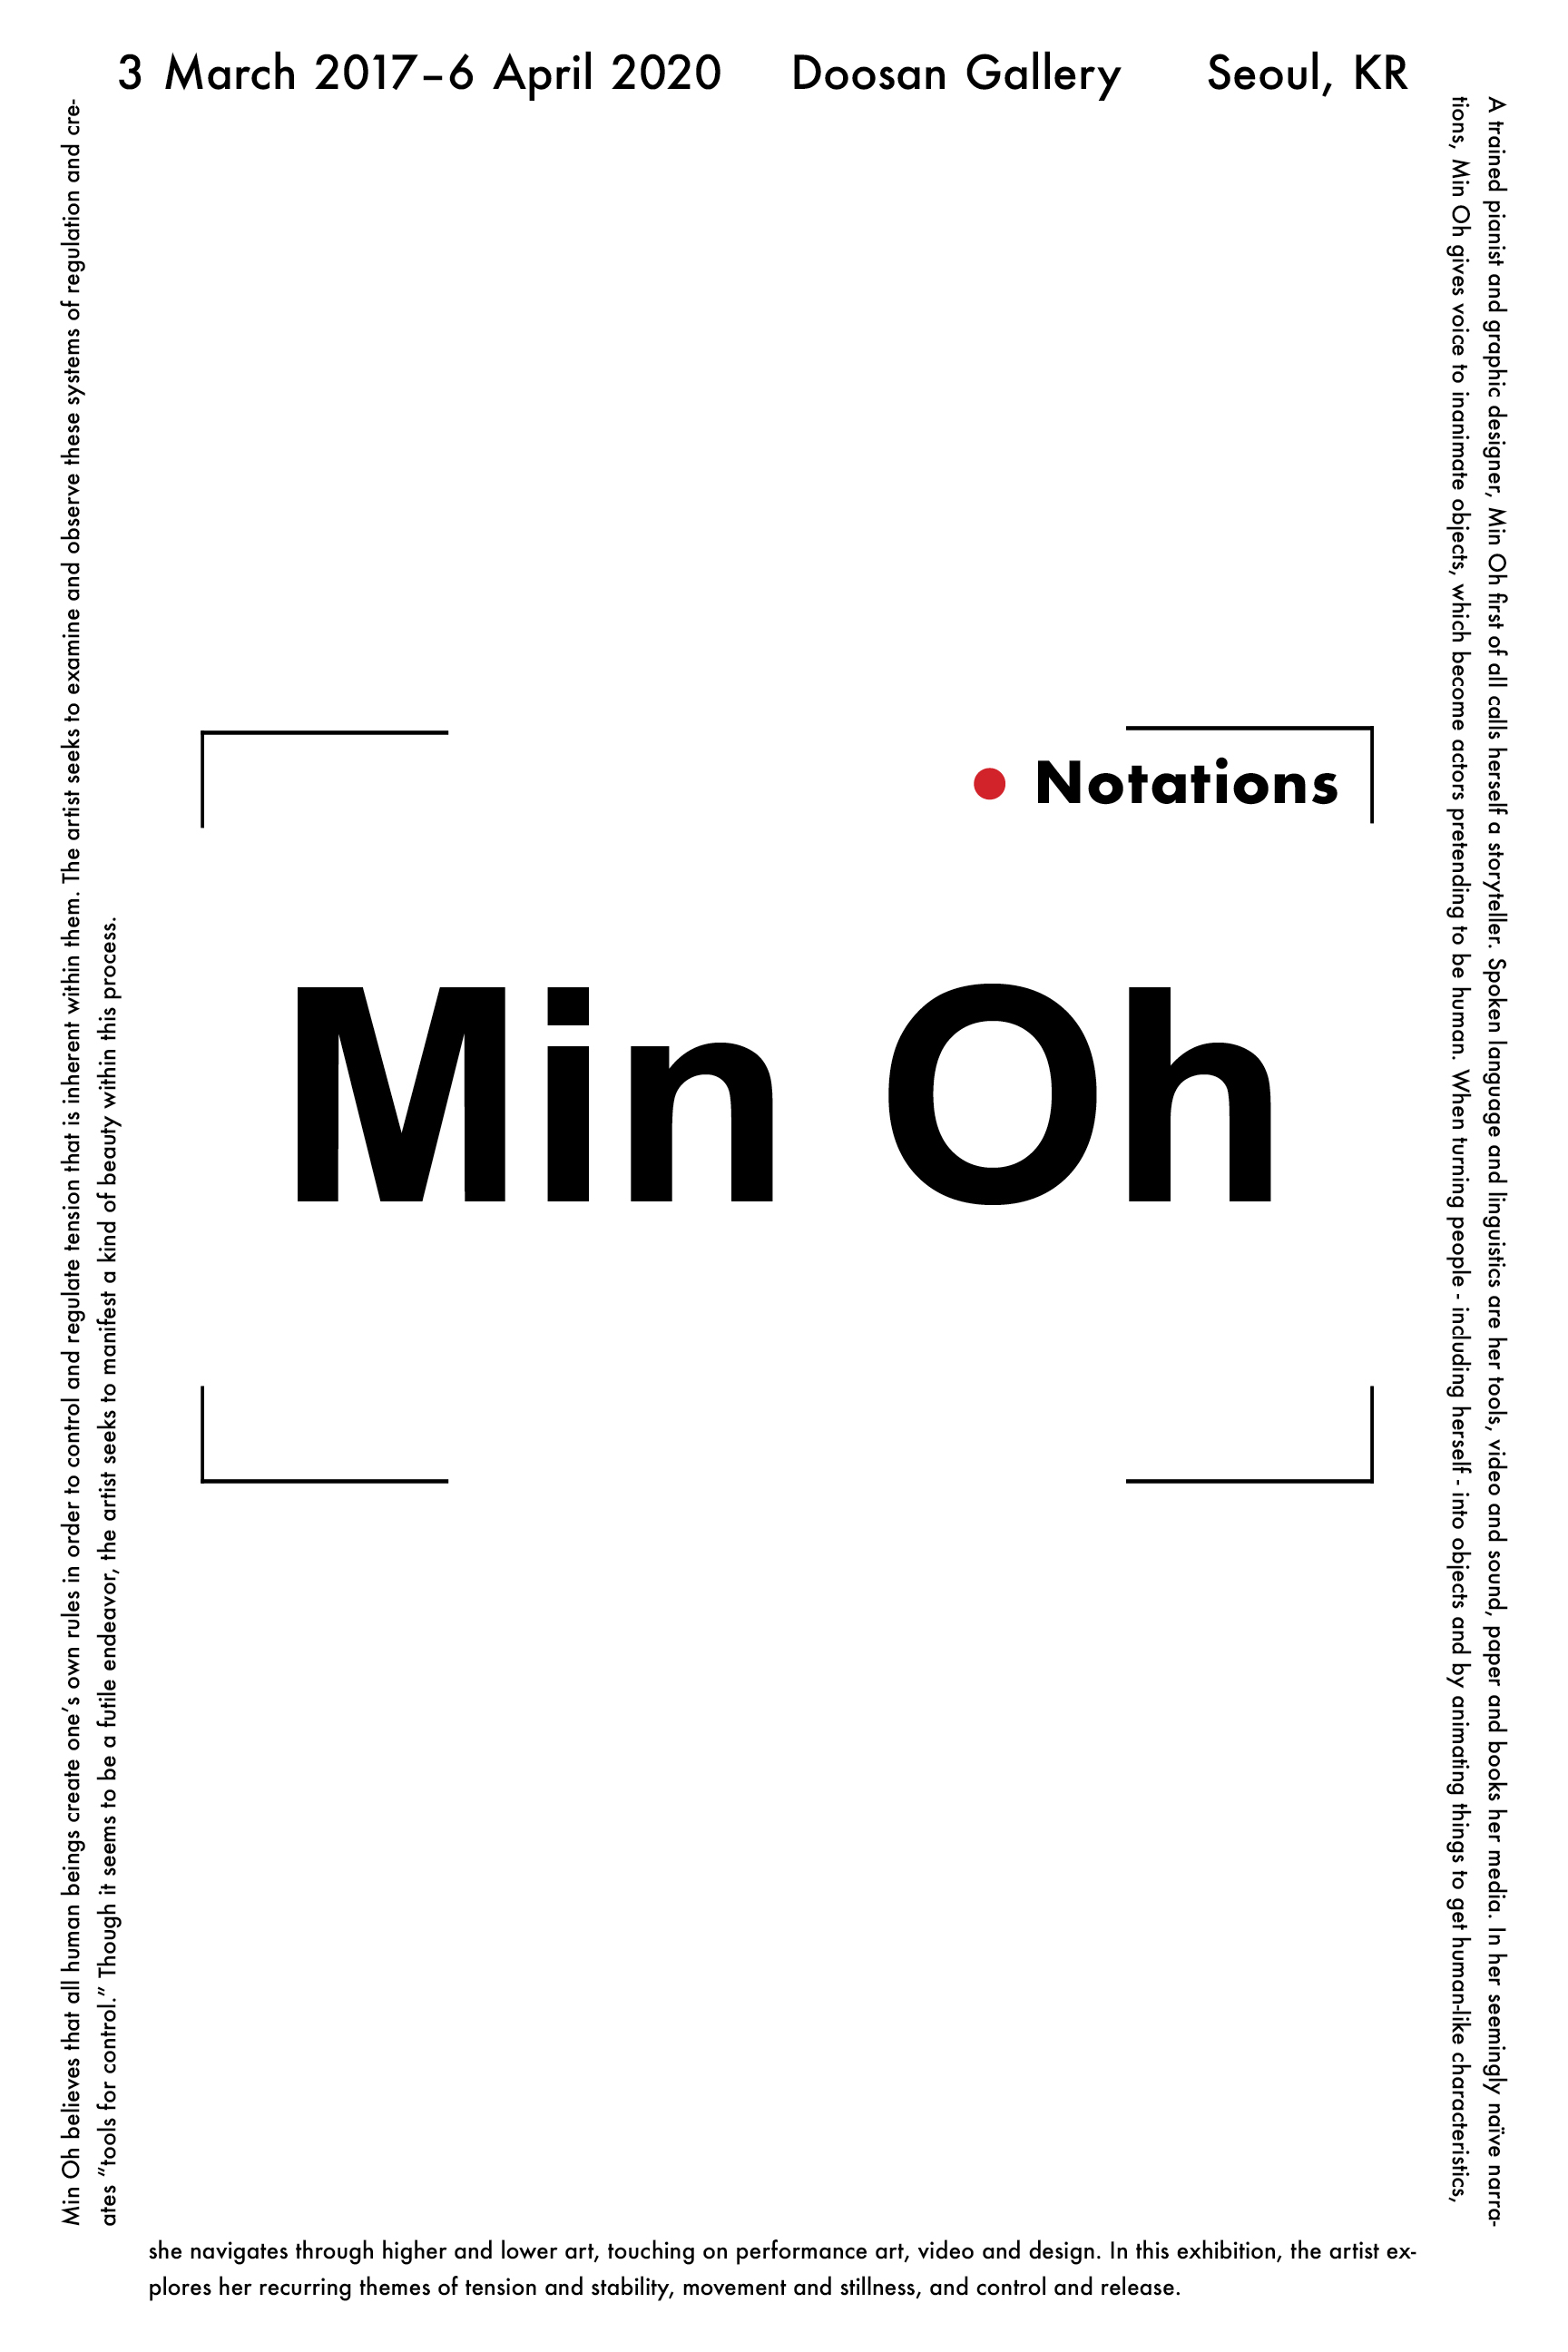 3 March 2017–6 April 2020 Doosan Gallery Seoul, KR
Notations
Min Oh
A trained pianist and graphic designer, Min Oh first of all calls herself a storyteller. Spoken language and linguistics are her tools, video and sound, paper and books her media. In her seemingly naïve narra-
tions, Min Oh gives voice to inanimate objects, which become actors pretending to be human. When turning people - including herself - into objects and by animating things to get human-like characteristics,
she navigates through higher and lower art, touching on performance art, video and design. In this exhibition, the artist ex-
plores her recurring themes of tension and stability, movement and stillness, and control and release.
Min Oh believes that all human beings create one’s own rules in order to control and regulate tension that is inherent within them. The artist seeks to examine and observe these systems of regulation and cre-
ates “tools for control.” Though it seems to be a futile endeavor, the artist seeks to manifest a kind of beauty within this process.